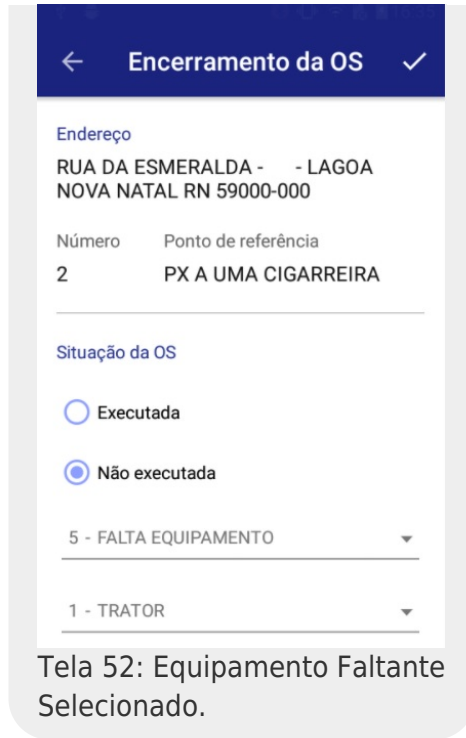 Encerramento da OS
Endereço
RUA DA ESMERALDA - - LAGOA
NOVA NATAL RN 59000-000
Número Ponto de referência
2 PX A UMA CIGARREIRA
Situação da OS
Executada
Não executada
5 - FALTA EQUIPAMENTO
1 - TRATOR
Tela 52: Equipamento Faltante
Selecionado.